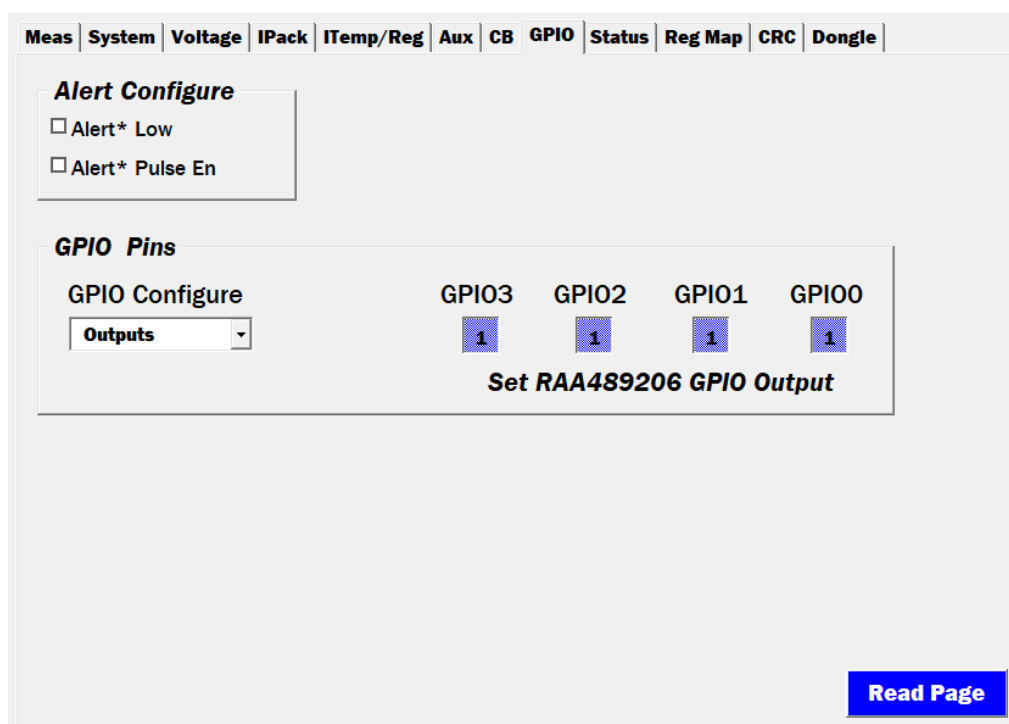 Meas System Voltage IPack ITemp/Reg Aux CB GPIO Status Reg Map CRC Dongle
Alert Configure
Alert* Low
Alert* Pulse En
GPIO Pins
GPIO Configure GPIO3 GPIO2 GPIO1 GPIO0
Outputs 1 1 1 1
Set RAA489206 GPIO Output
Read Page